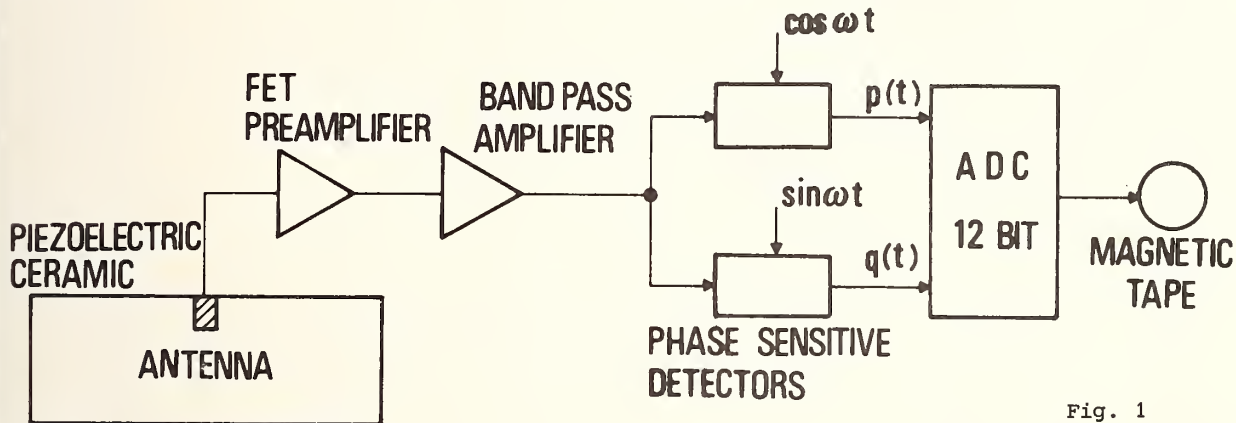 cos ω t
FET
PREAMPLIFIER
BAND PASS
AMPLIFIER
p(t)
ADC
12 BIT
sinωt
q(t)
PIEZOELECTRIC
CERAMIC
MAGNETIC
TAPE
ANTENNA
PHASE SENSITIVE
DETECTORS
Fig. 1